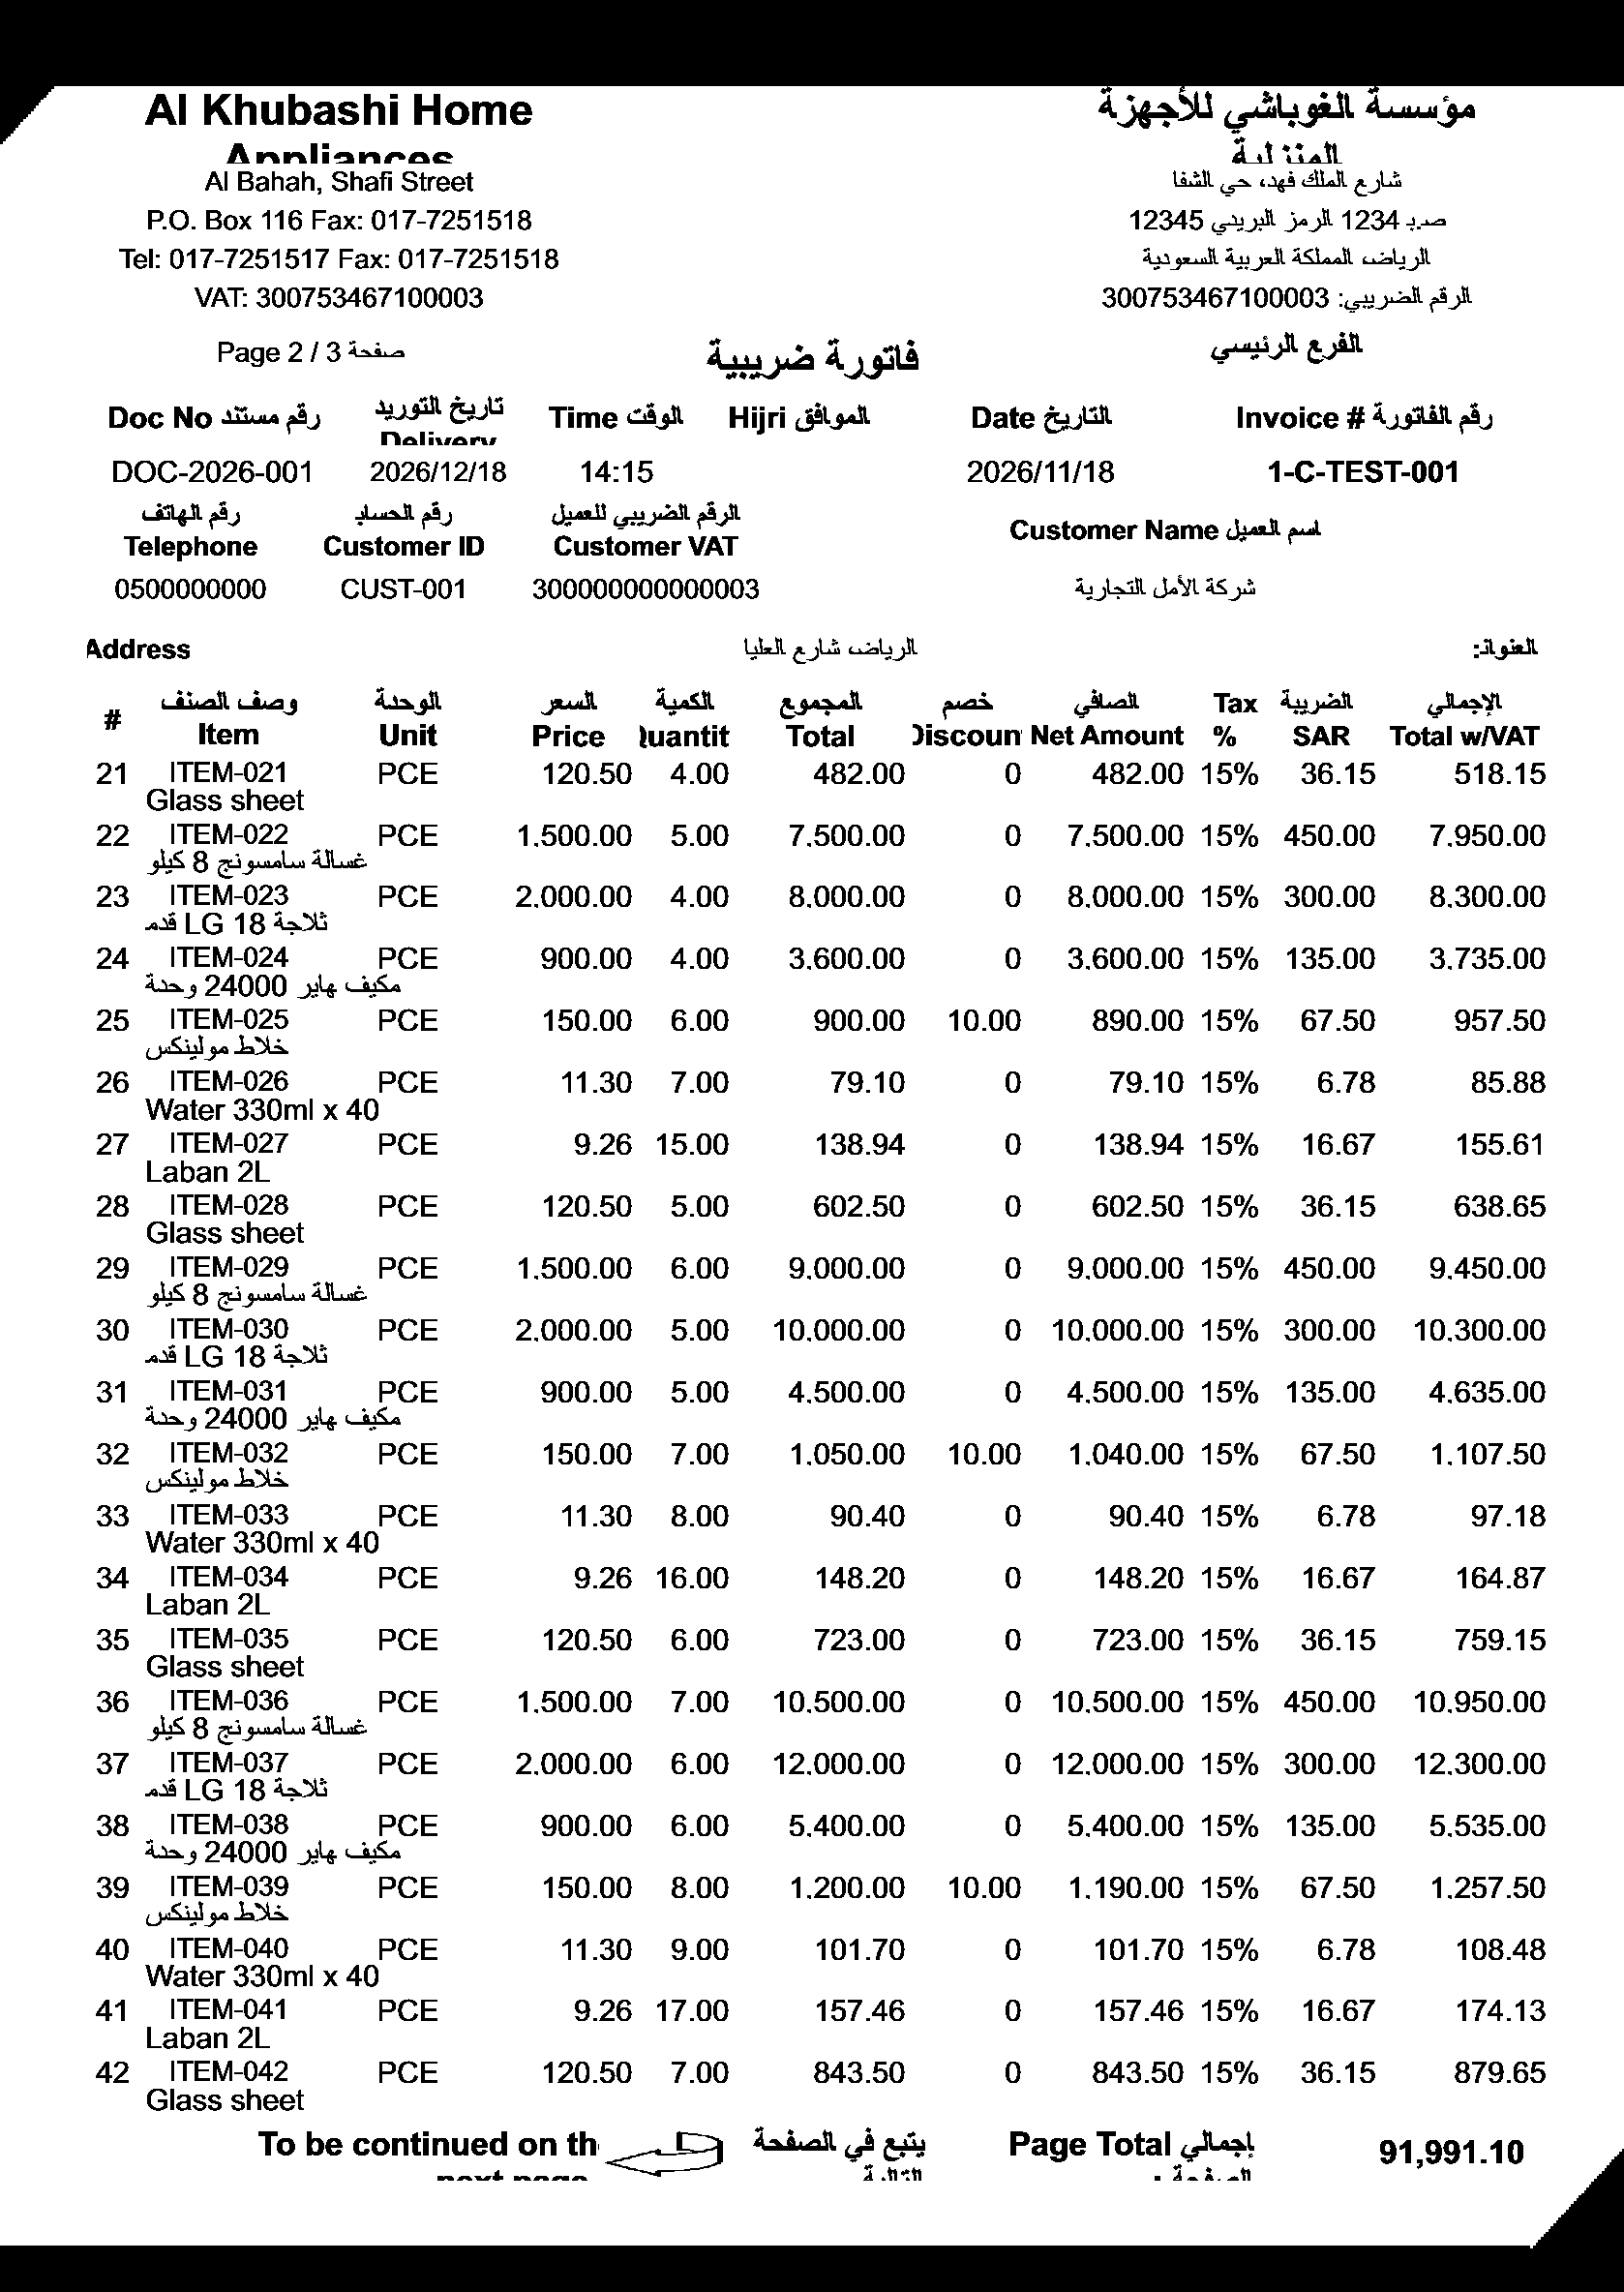 Al Khubashi Home
Appliances
Al Bahah, Shafi Street
P.O. Box 116 Fax: 017-7251518
Tel: 017-7251517 Fax: 017-7251518
VAT: 300753467100003
مؤسسة الغوباشي للأجهزة
المنزلية
شارع الملك فهد، حي الشفا
ص.ب 1234 الرمز البريدي 12345
الرياض، المملكة العربية السعودية
الرقم الضريبي: 300753467100003
Page 2 / 3 صفحة
فاتورة ضريبية
الفرع الرئيسي
Doc No رقم مستند تاريخ التوريد Delivery Time الوقت Hijri الموافق Date التاريخ Invoice # رقم الفاتورة
DOC-2026-001 2026/12/18 14:15 2026/11/18 1-C-TEST-001
رقم الهاتف رقم الحساب الرقم الضريبي للعميل
Telephone Customer ID Customer VAT Customer Name اسم العميل
0500000000 CUST-001 300000000000003 شركة الأمل التجارية
Address الرياض شارع العليا العنوان:
# وصف الصنف الوحدة السعر الكمية المجموع خصم الصافي Tax الضريبة الإجمالي
Item Unit Price Quantit Total Discoun Net Amount % SAR Total w/VAT
21 ITEM-021 PCE 120.50 4.00 482.00 0 482.00 15% 36.15 518.15
Glass sheet
22 ITEM-022 PCE 1,500.00 5.00 7,500.00 0 7,500.00 15% 450.00 7,950.00
غسالة سامسونج 8 كيلو
23 ITEM-023 PCE 2,000.00 4.00 8,000.00 0 8,000.00 15% 300.00 8,300.00
ثلاجة LG 18 قدم
24 ITEM-024 PCE 900.00 4.00 3,600.00 0 3,600.00 15% 135.00 3,735.00
مكيف هاير 24000 وحدة
25 ITEM-025 PCE 150.00 6.00 900.00 10.00 890.00 15% 67.50 957.50
خلاط مولينكس
26 ITEM-026 PCE 11.30 7.00 79.10 0 79.10 15% 6.78 85.88
Water 330ml x 40
27 ITEM-027 PCE 9.26 15.00 138.94 0 138.94 15% 16.67 155.61
Laban 2L
28 ITEM-028 PCE 120.50 5.00 602.50 0 602.50 15% 36.15 638.65
Glass sheet
29 ITEM-029 PCE 1,500.00 6.00 9,000.00 0 9,000.00 15% 450.00 9,450.00
غسالة سامسونج 8 كيلو
30 ITEM-030 PCE 2,000.00 5.00 10,000.00 0 10,000.00 15% 300.00 10,300.00
ثلاجة LG 18 قدم
31 ITEM-031 PCE 900.00 5.00 4,500.00 0 4,500.00 15% 135.00 4,635.00
مكيف هاير 24000 وحدة
32 ITEM-032 PCE 150.00 7.00 1,050.00 10.00 1,040.00 15% 67.50 1,107.50
خلاط مولينكس
33 ITEM-033 PCE 11.30 8.00 90.40 0 90.40 15% 6.78 97.18
Water 330ml x 40
34 ITEM-034 PCE 9.26 16.00 148.20 0 148.20 15% 16.67 164.87
Laban 2L
35 ITEM-035 PCE 120.50 6.00 723.00 0 723.00 15% 36.15 759.15
Glass sheet
36 ITEM-036 PCE 1,500.00 7.00 10,500.00 0 10,500.00 15% 450.00 10,950.00
غسالة سامسونج 8 كيلو
37 ITEM-037 PCE 2,000.00 6.00 12,000.00 0 12,000.00 15% 300.00 12,300.00
ثلاجة LG 18 قدم
38 ITEM-038 PCE 900.00 6.00 5,400.00 0 5,400.00 15% 135.00 5,535.00
مكيف هاير 24000 وحدة
39 ITEM-039 PCE 150.00 8.00 1,200.00 10.00 1,190.00 15% 67.50 1,257.50
خلاط مولينكس
40 ITEM-040 PCE 11.30 9.00 101.70 0 101.70 15% 6.78 108.48
Water 330ml x 40
41 ITEM-041 PCE 9.26 17.00 157.46 0 157.46 15% 16.67 174.13
Laban 2L
42 ITEM-042 PCE 120.50 7.00 843.50 0 843.50 15% 36.15 879.65
Glass sheet
To be continued on th يتبع في الصفحة Page Total إجمالي 91,991.10
next page التالية الصفحة :